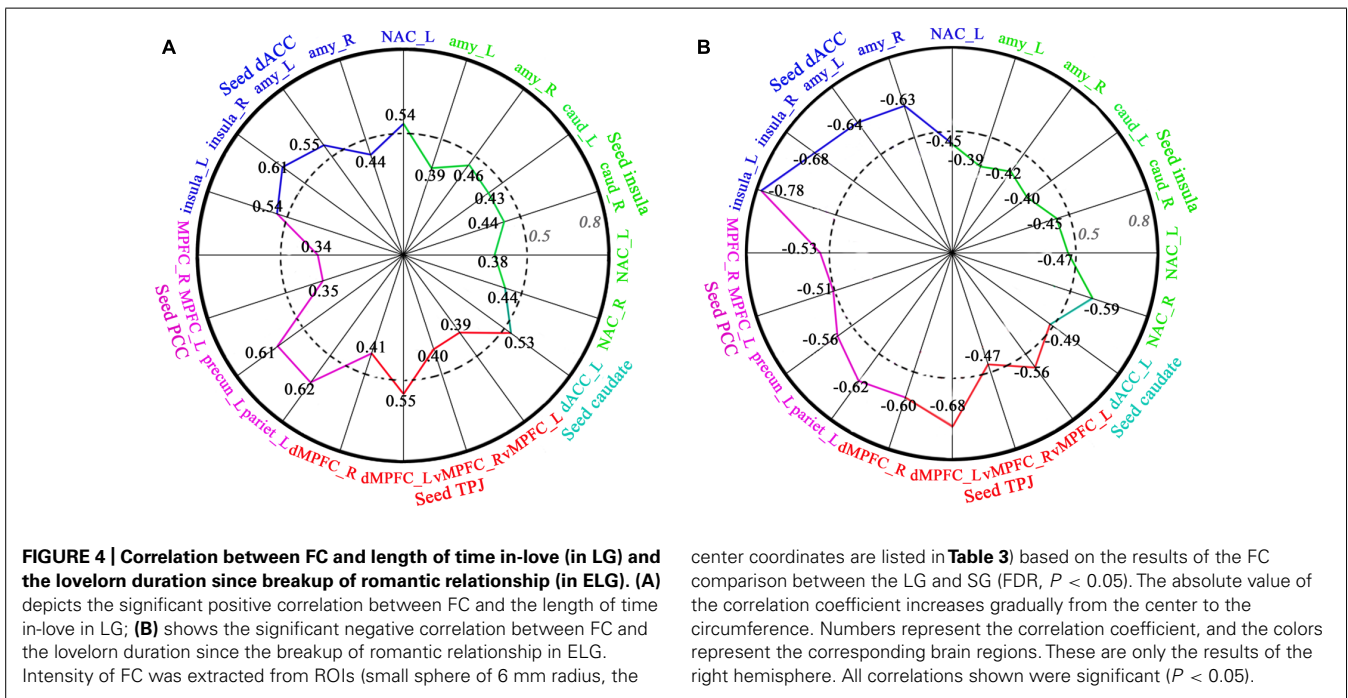 A
NAC_L
amy_L
amy_R
caud_L
caud_R
Seed insula
NAC_L
NAC_R
dACC_L
Seed caudate
vMPFC_L
vMPFC_R
Seed TPJ
dMPFC_L
dMPFC_R
pariet_L
precun_L
MPFC_L
Seed PCC
MPFC_R
insula_L
insula_R
amy_L
Seed dACC
amy_R
0.54
0.39
0.46
0.43
0.44
0.38
0.44
0.53
0.39
0.40
0.55
0.41
0.62
0.61
0.35
0.34
0.54
0.61
0.55
0.44
0.5
0.8
B
NAC_L
amy_L
amy_R
caud_L
caud_R
Seed insula
NAC_L
NAC_R
dACC_L
Seed caudate
vMPFC_L
vMPFC_R
Seed TPJ
dMPFC_L
dMPFC_R
pariet_L
precun_L
MPFC_L
Seed PCC
MPFC_R
insula_L
insula_R
amy_L
Seed dACC
amy_R
-0.45
-0.39
-0.42
-0.40
-0.45
-0.47
-0.59
-0.49
-0.56
-0.47
-0.68
-0.60
-0.62
-0.56
-0.51
-0.53
-0.78
-0.68
-0.64
-0.63
0.5
0.8
FIGURE 4 | Correlation between FC and length of time in-love (in LG) and
the lovelorn duration since breakup of romantic relationship (in ELG). (A)
depicts the significant positive correlation between FC and the length of time
in-love in LG; (B) shows the significant negative correlation between FC and
the lovelorn duration since the breakup of romantic relationship in ELG.
Intensity of FC was extracted from ROIs (small sphere of 6 mm radius, the
center coordinates are listed in Table 3) based on the results of the FC
comparison between the LG and SG (FDR, P < 0.05). The absolute value of
the correlation coefficient increases gradually from the center to the
circumference. Numbers represent the correlation coefficient, and the colors
represent the corresponding brain regions. These are only the results of the
right hemisphere. All correlations shown were significant (P < 0.05).